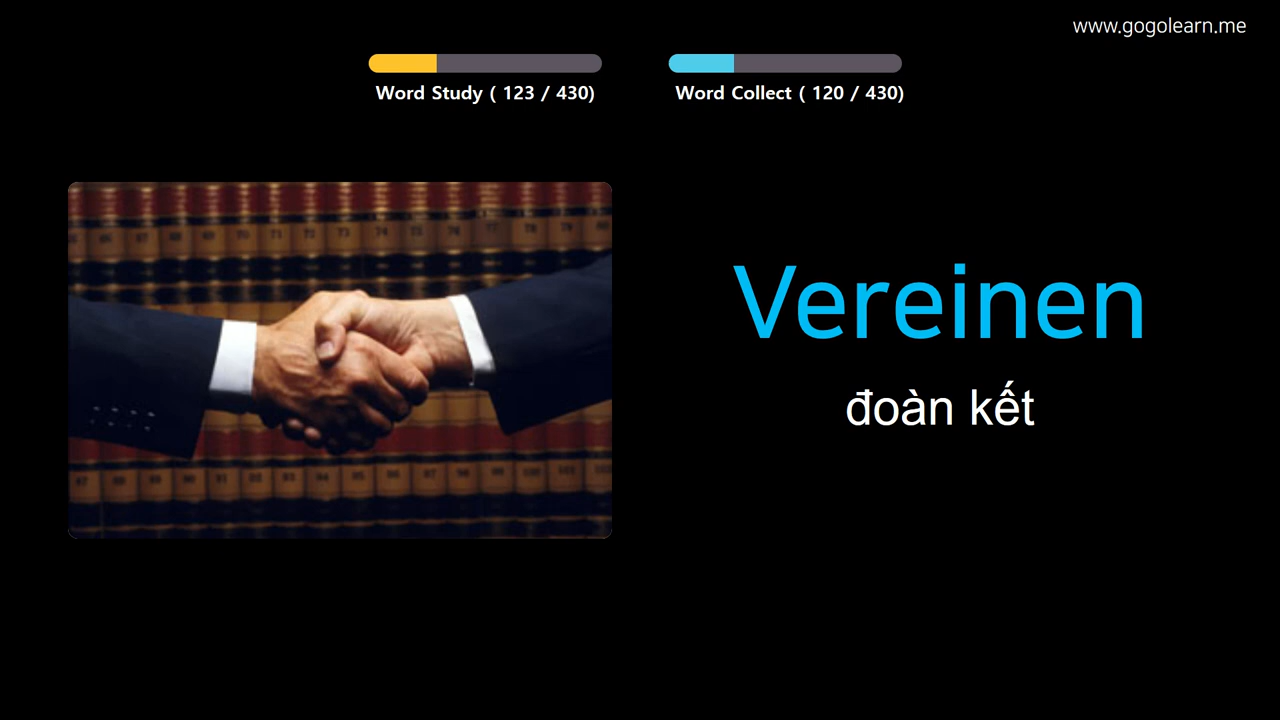 www.gogolearn.me
Word Study ( 123 / 430)
Word Collect ( 120 / 430)
Vereinen
đoàn kết